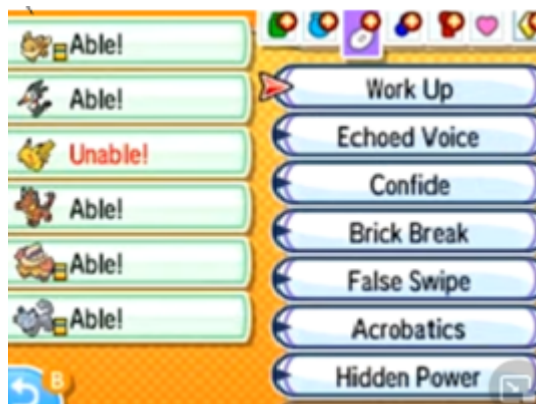 Able!
Able!
Unable!
Able!
Able!
Able!
B
Work Up
Echoed Voice
Confide
Brick Break
False Swipe
Acrobatics
Hidden Power